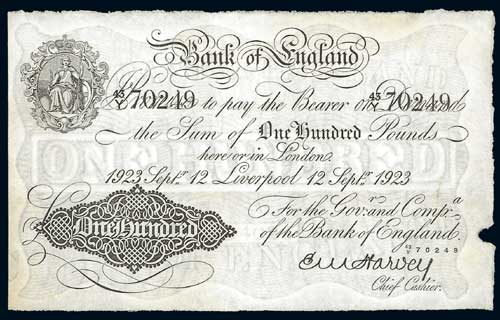 Bank of England
45/Y 70249 to pay the Bearer on Demand 45/Y 70249
the Sum of One Hundred Pounds
here or in London
1923 Septr. 12 Liverpool 12 Septr. 1923
For the Govr. and Compa.
of the Bank of England.
45/Y 70249
One Hundred
E M Harvey
Chief Cashier.